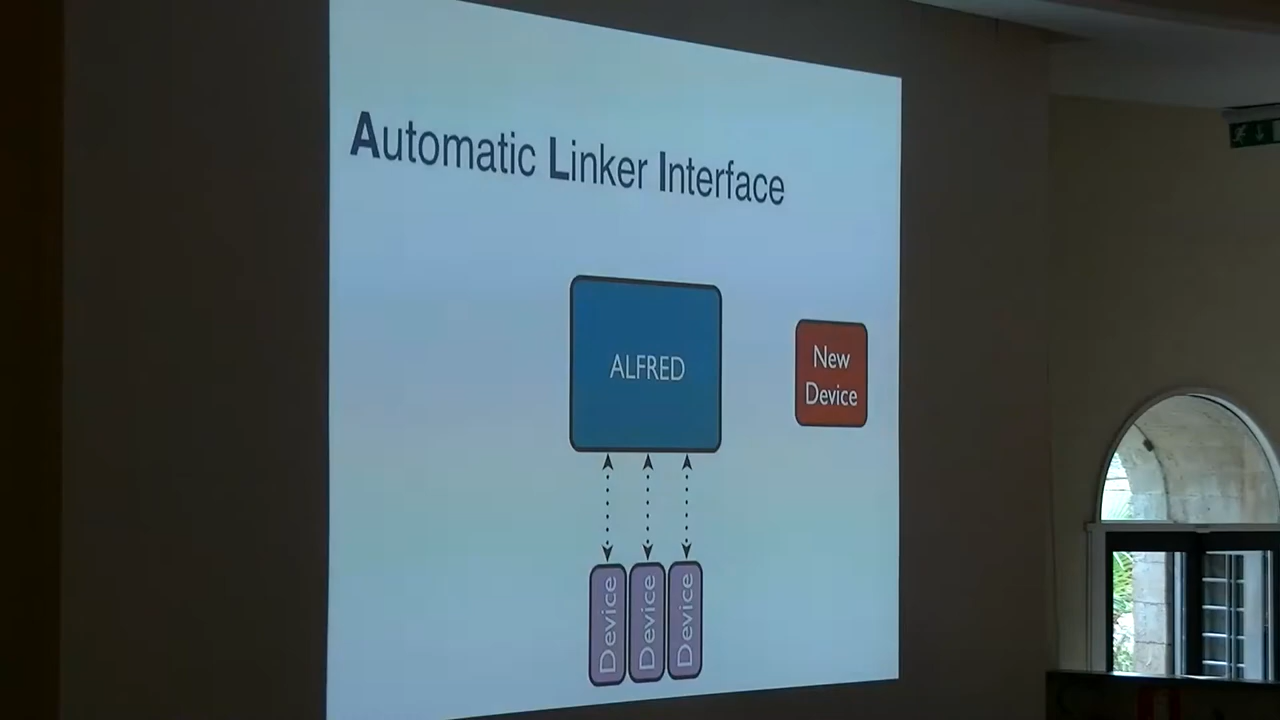 Automatic Linker Interface
ALFRED
New
Device
Device
Device
Device